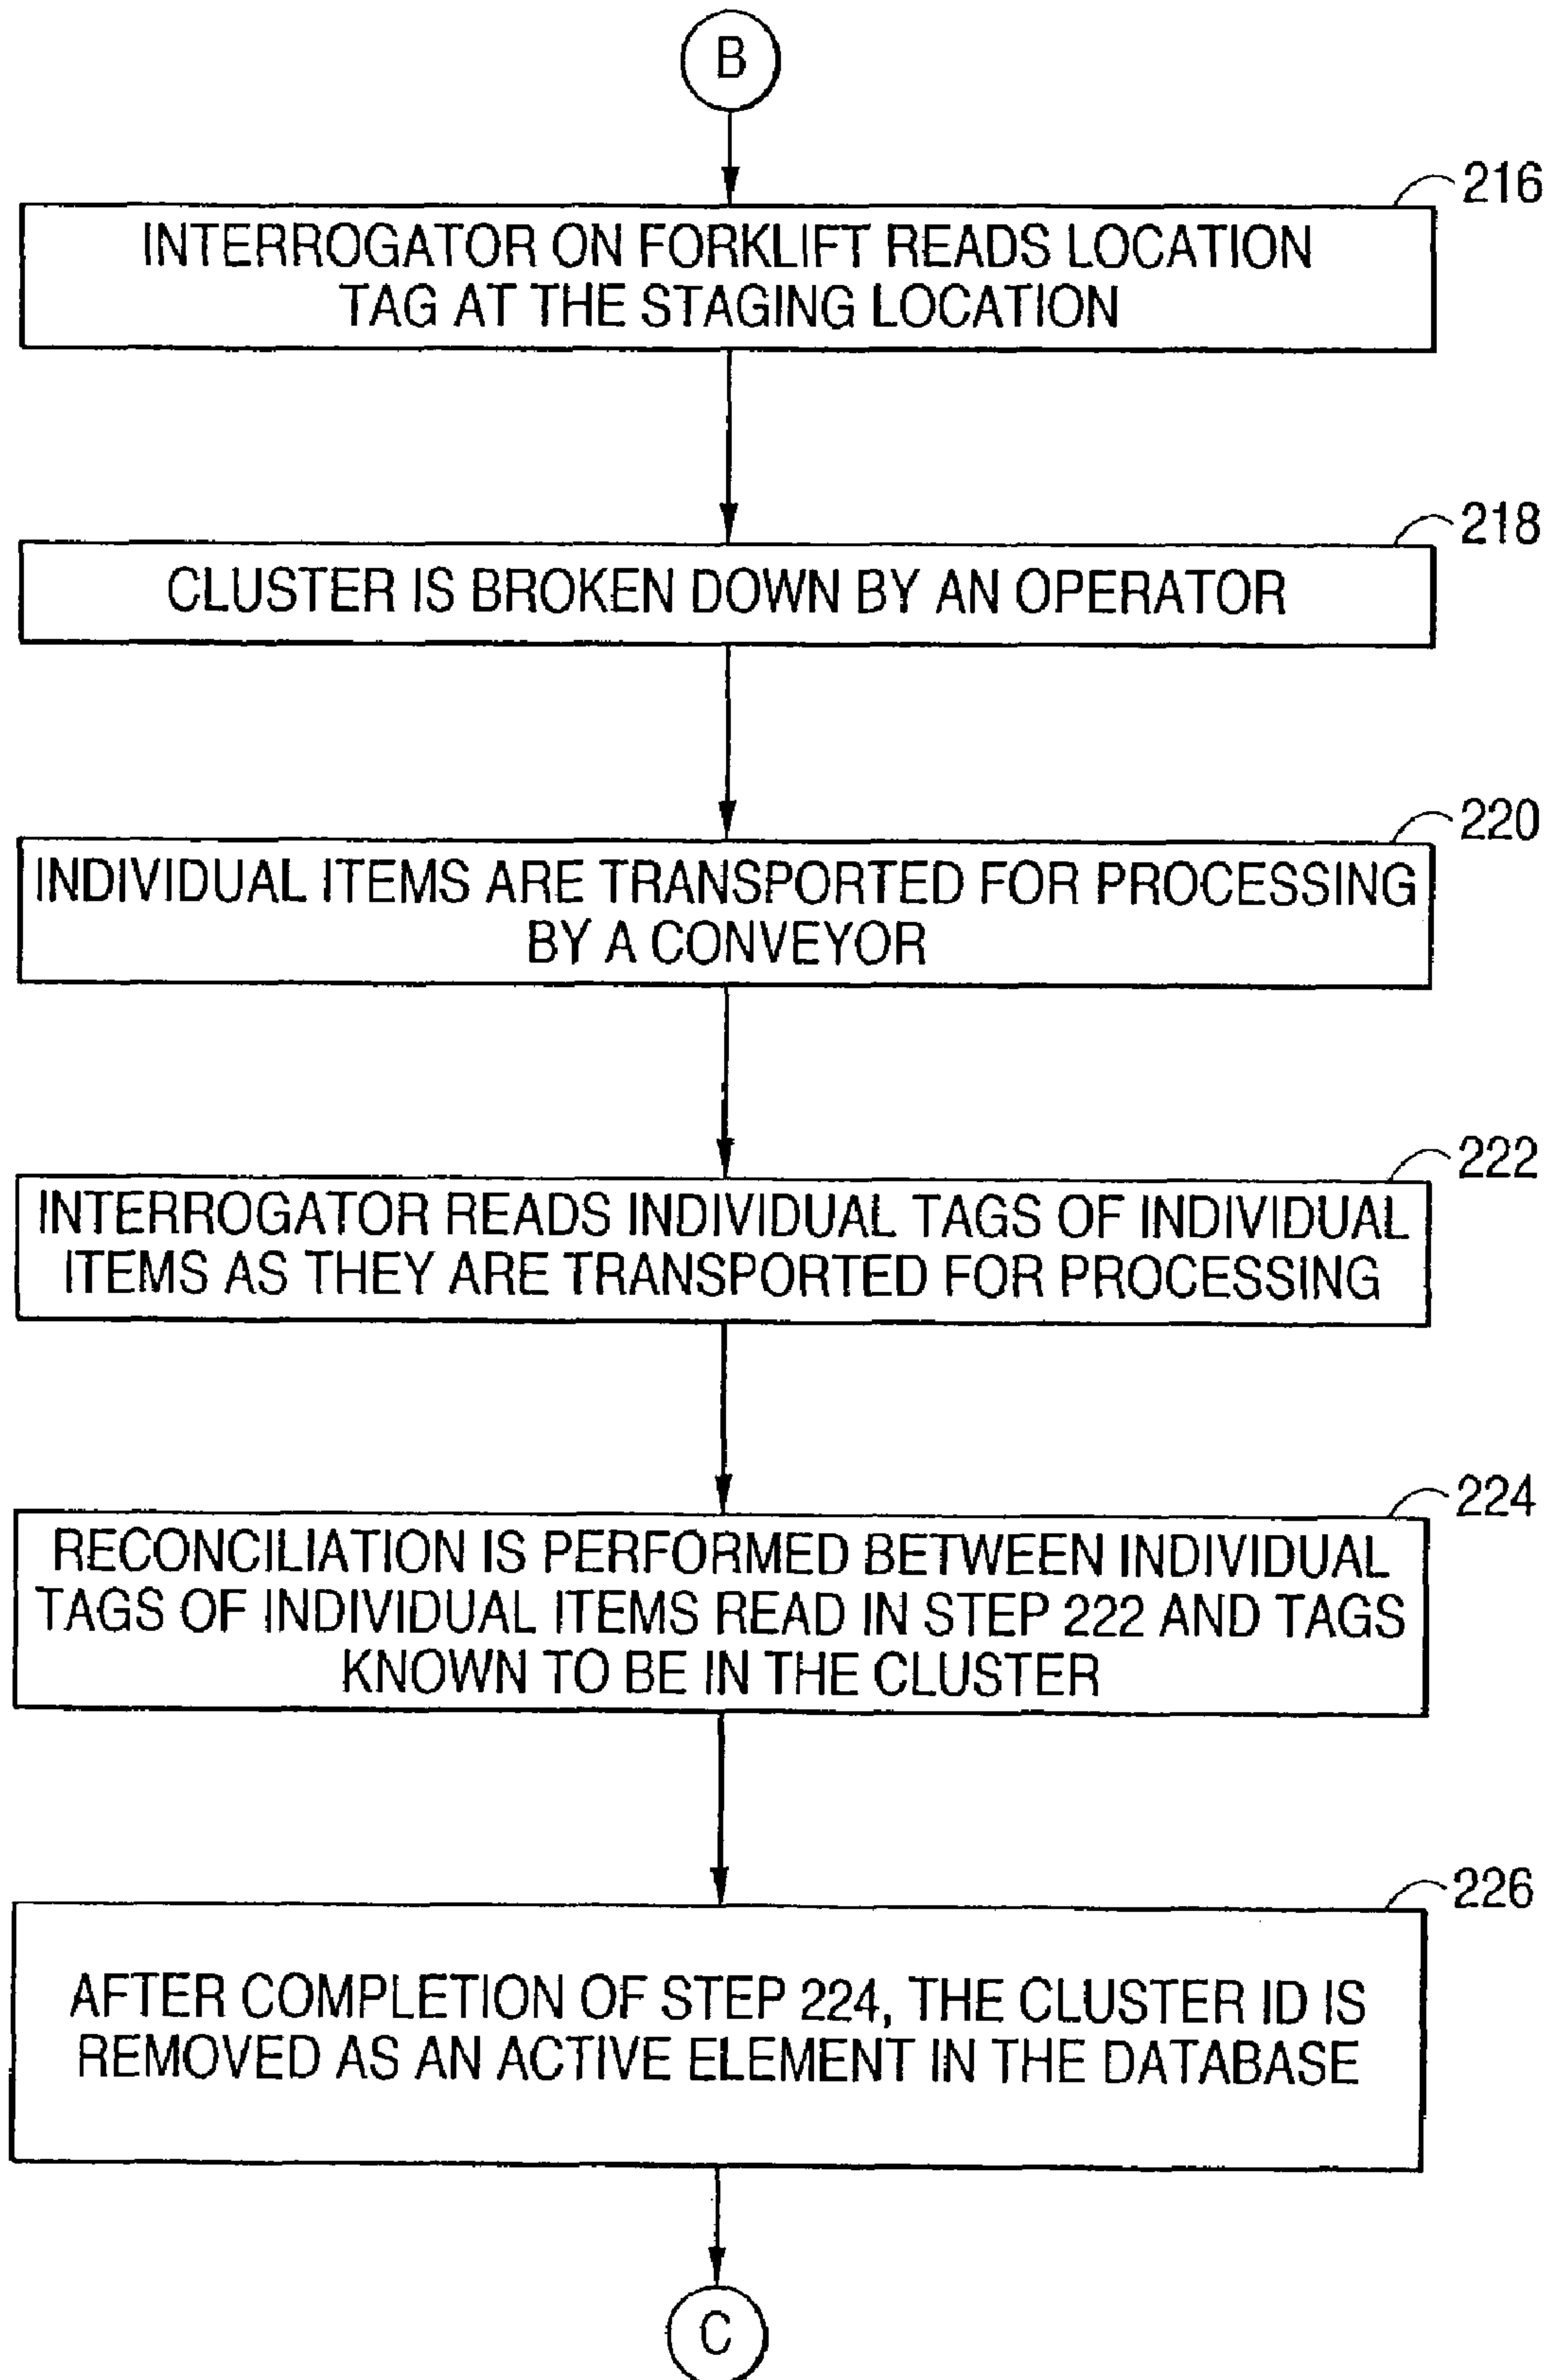 B
216
INTERROGATOR ON FORKLIFT READS LOCATION
TAG AT THE STAGING LOCATION
218
CLUSTER IS BROKEN DOWN BY AN OPERATOR
220
INDIVIDUAL ITEMS ARE TRANSPORTED FOR PROCESSING
BY A CONVEYOR
222
INTERROGATOR READS INDIVIDUAL TAGS OF INDIVIDUAL
ITEMS AS THEY ARE TRANSPORTED FOR PROCESSING
224
RECONCILIATION IS PERFORMED BETWEEN INDIVIDUAL
TAGS OF INDIVIDUAL ITEMS READ IN STEP 222 AND TAGS
KNOWN TO BE IN THE CLUSTER
226
AFTER COMPLETION OF STEP 224, THE CLUSTER ID IS
REMOVED AS AN ACTIVE ELEMENT IN THE DATABASE
C